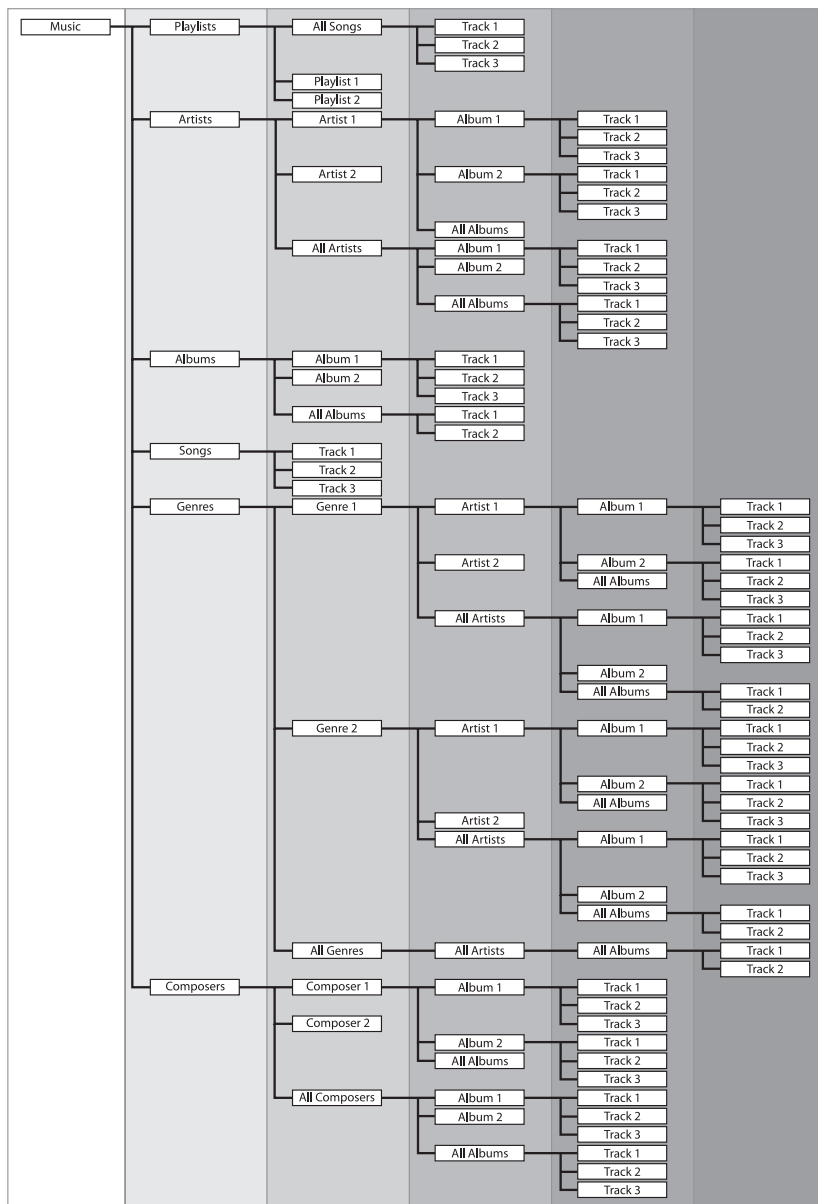 Music Playlists All Songs Track 1
Track 2
Track 3
Playlist 1
Playlist 2
Artists Artist 1 Album 1 Track 1
Track 2
Track 3
Artist 2 Album 2 Track 1
Track 2
Track 3
All Albums
All Artists Album 1 Track 1
Album 2 Track 2
Track 3
All Albums Track 1
Track 2
Track 3
Albums Album 1 Track 1
Album 2 Track 2
Track 3
All Albums Track 1
Track 2
Songs Track 1
Track 2
Track 3
Genres Genre 1 Artist 1 Album 1 Track 1
Track 2
Track 3
Artist 2 Album 2 Track 1
All Albums Track 2
Track 3
All Artists Album 1 Track 1
Track 2
Track 3
Album 2
All Albums Track 1
Track 2
Genre 2 Artist 1 Album 1 Track 1
Track 2
Track 3
Album 2 Track 1
All Albums Track 2
Artist 2 Track 3
All Artists Album 1 Track 1
Track 2
Track 3
Album 2
All Albums Track 1
Track 2
All Genres All Artists All Albums Track 1
Track 2
Composers Composer 1 Album 1 Track 1
Track 2
Composer 2 Track 3
Album 2 Track 1
All Albums Track 2
Track 3
All Composers Album 1 Track 1
Album 2 Track 2
Track 3
All Albums Track 1
Track 2
Track 3